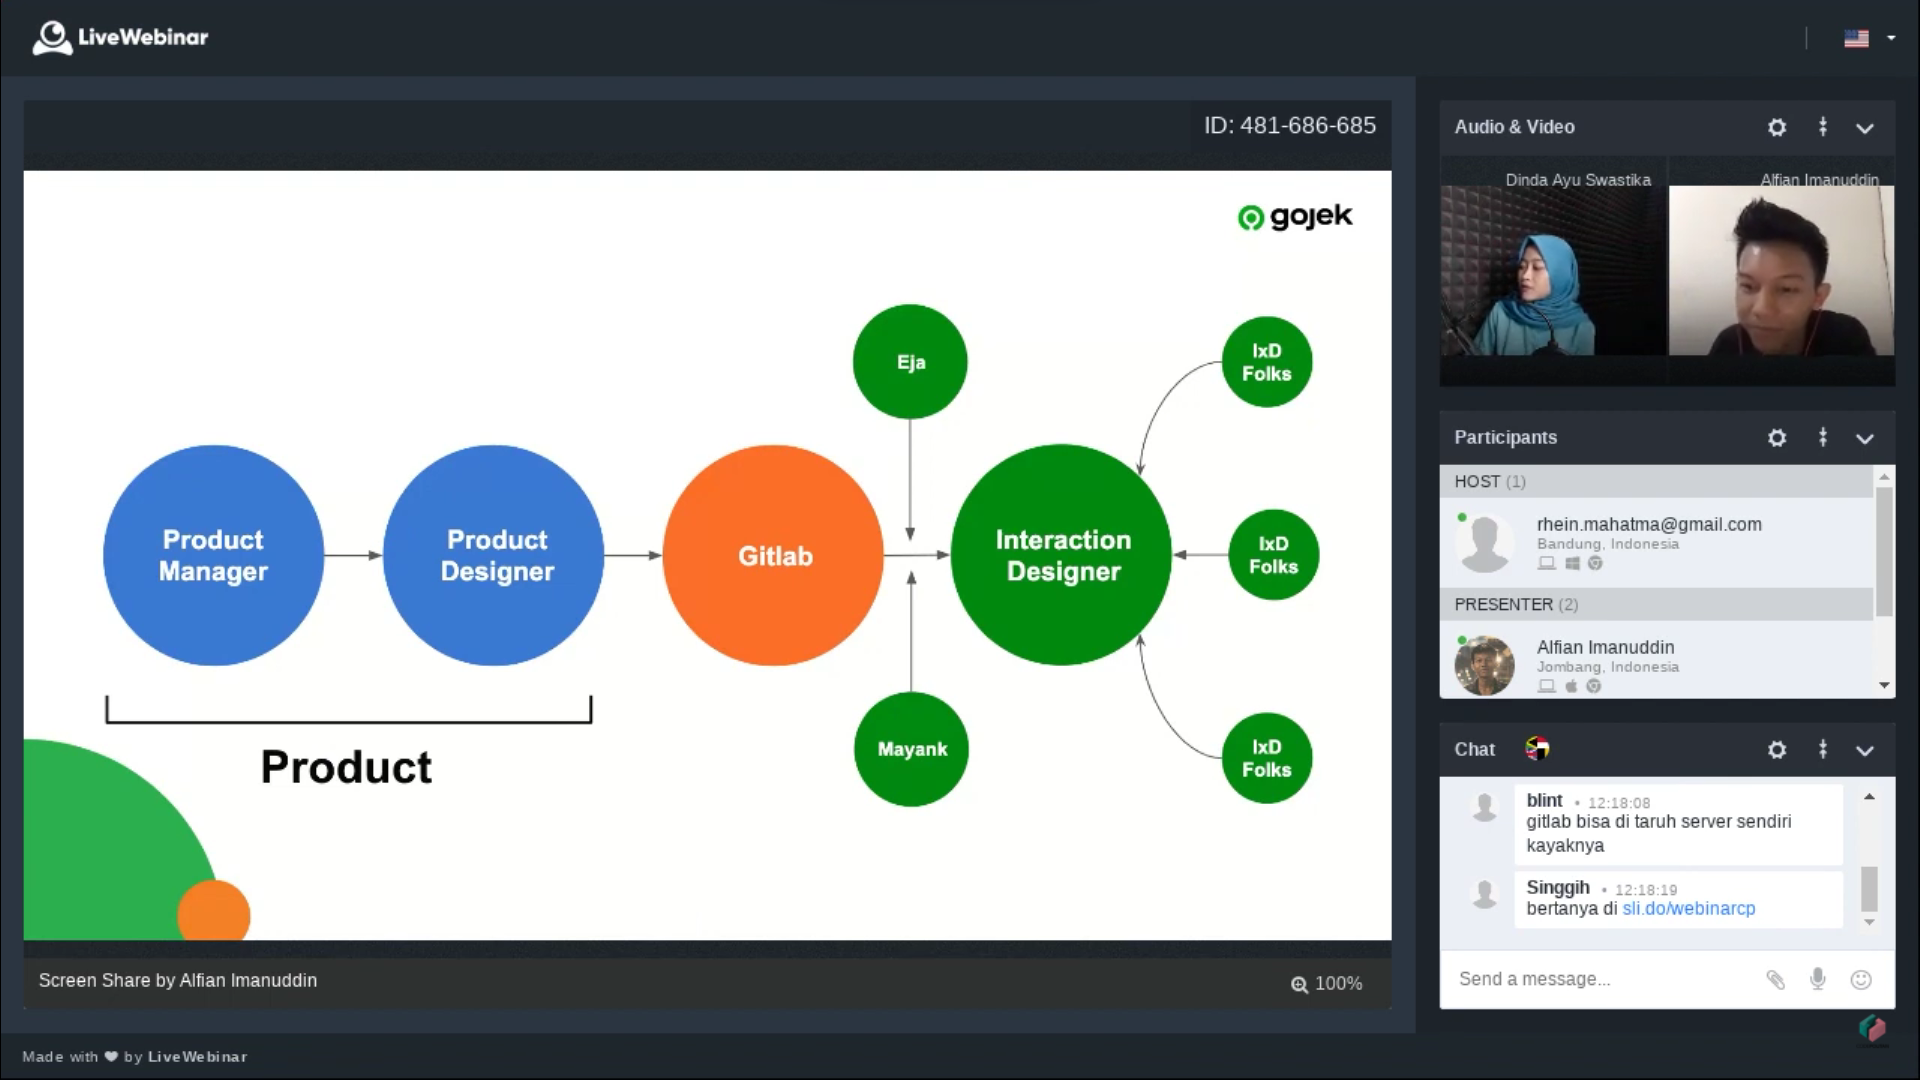 LiveWebinar
ID: 481-686-685
gojek
Eja
IxD
Folks
Product
Manager
Product
Designer
Gitlab
Interaction
Designer
IxD
Folks
Mayank
IxD
Folks
Product
Screen Share by Alfian Imanuddin
100%
Audio & Video
Dinda Ayu Swastika
Alfian Imanuddin
Participants
HOST (1)
rhein.mahatma@gmail.com
Bandung, Indonesia
PRESENTER (2)
Alfian Imanuddin
Jombang, Indonesia
Chat
blint • 12:18:08
gitlab bisa di taruh server sendiri
kayaknya
Singgih • 12:18:19
bertanya di sli.do/webinarcp
Send a message...
Made with ❤ by LiveWebinar